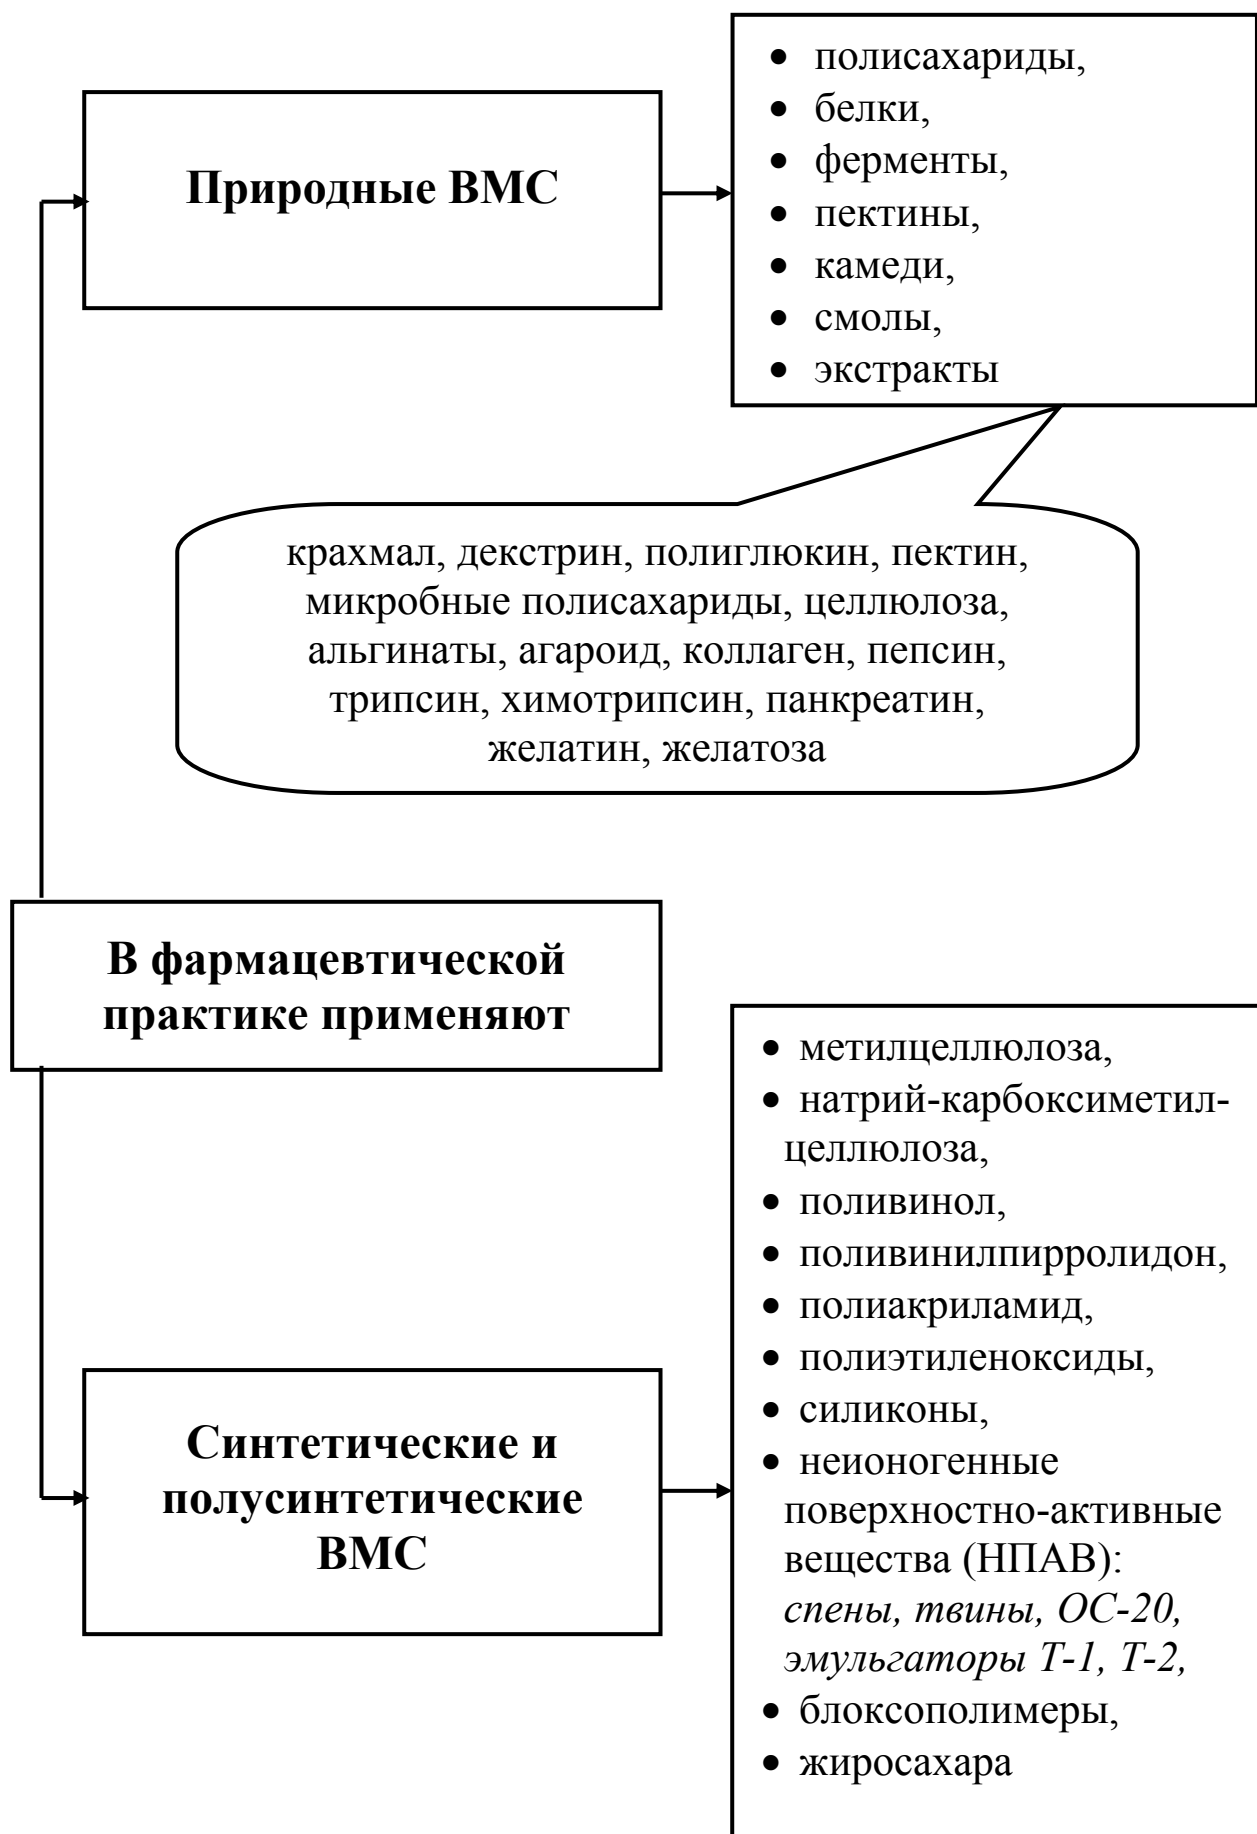 Природные ВМС
• полисахариды,
• белки,
• ферменты,
• пектины,
• камеди,
• смолы,
• экстракты
крахмал, декстрин, полиглюкин, пектин,
микробные полисахариды, целлюлоза,
альгинаты, агароид, коллаген, пепсин,
трипсин, химотрипсин, панкреатин,
желатин, желатоза
В фармацевтической
практике применяют
Синтетические и
полусинтетические
ВМС
• метилцеллюлоза,
• натрий-карбоксиметил-
целлюлоза,
• поливинол,
• поливинилпирролидон,
• полиакриламид,
• полиэтиленоксиды,
• силиконы,
• неионогенные
поверхностно-активные
вещества (НПАВ):
спены, твины, ОС-20,
эмульгаторы Т-1, Т-2,
• блоксополимеры,
• жиросахара